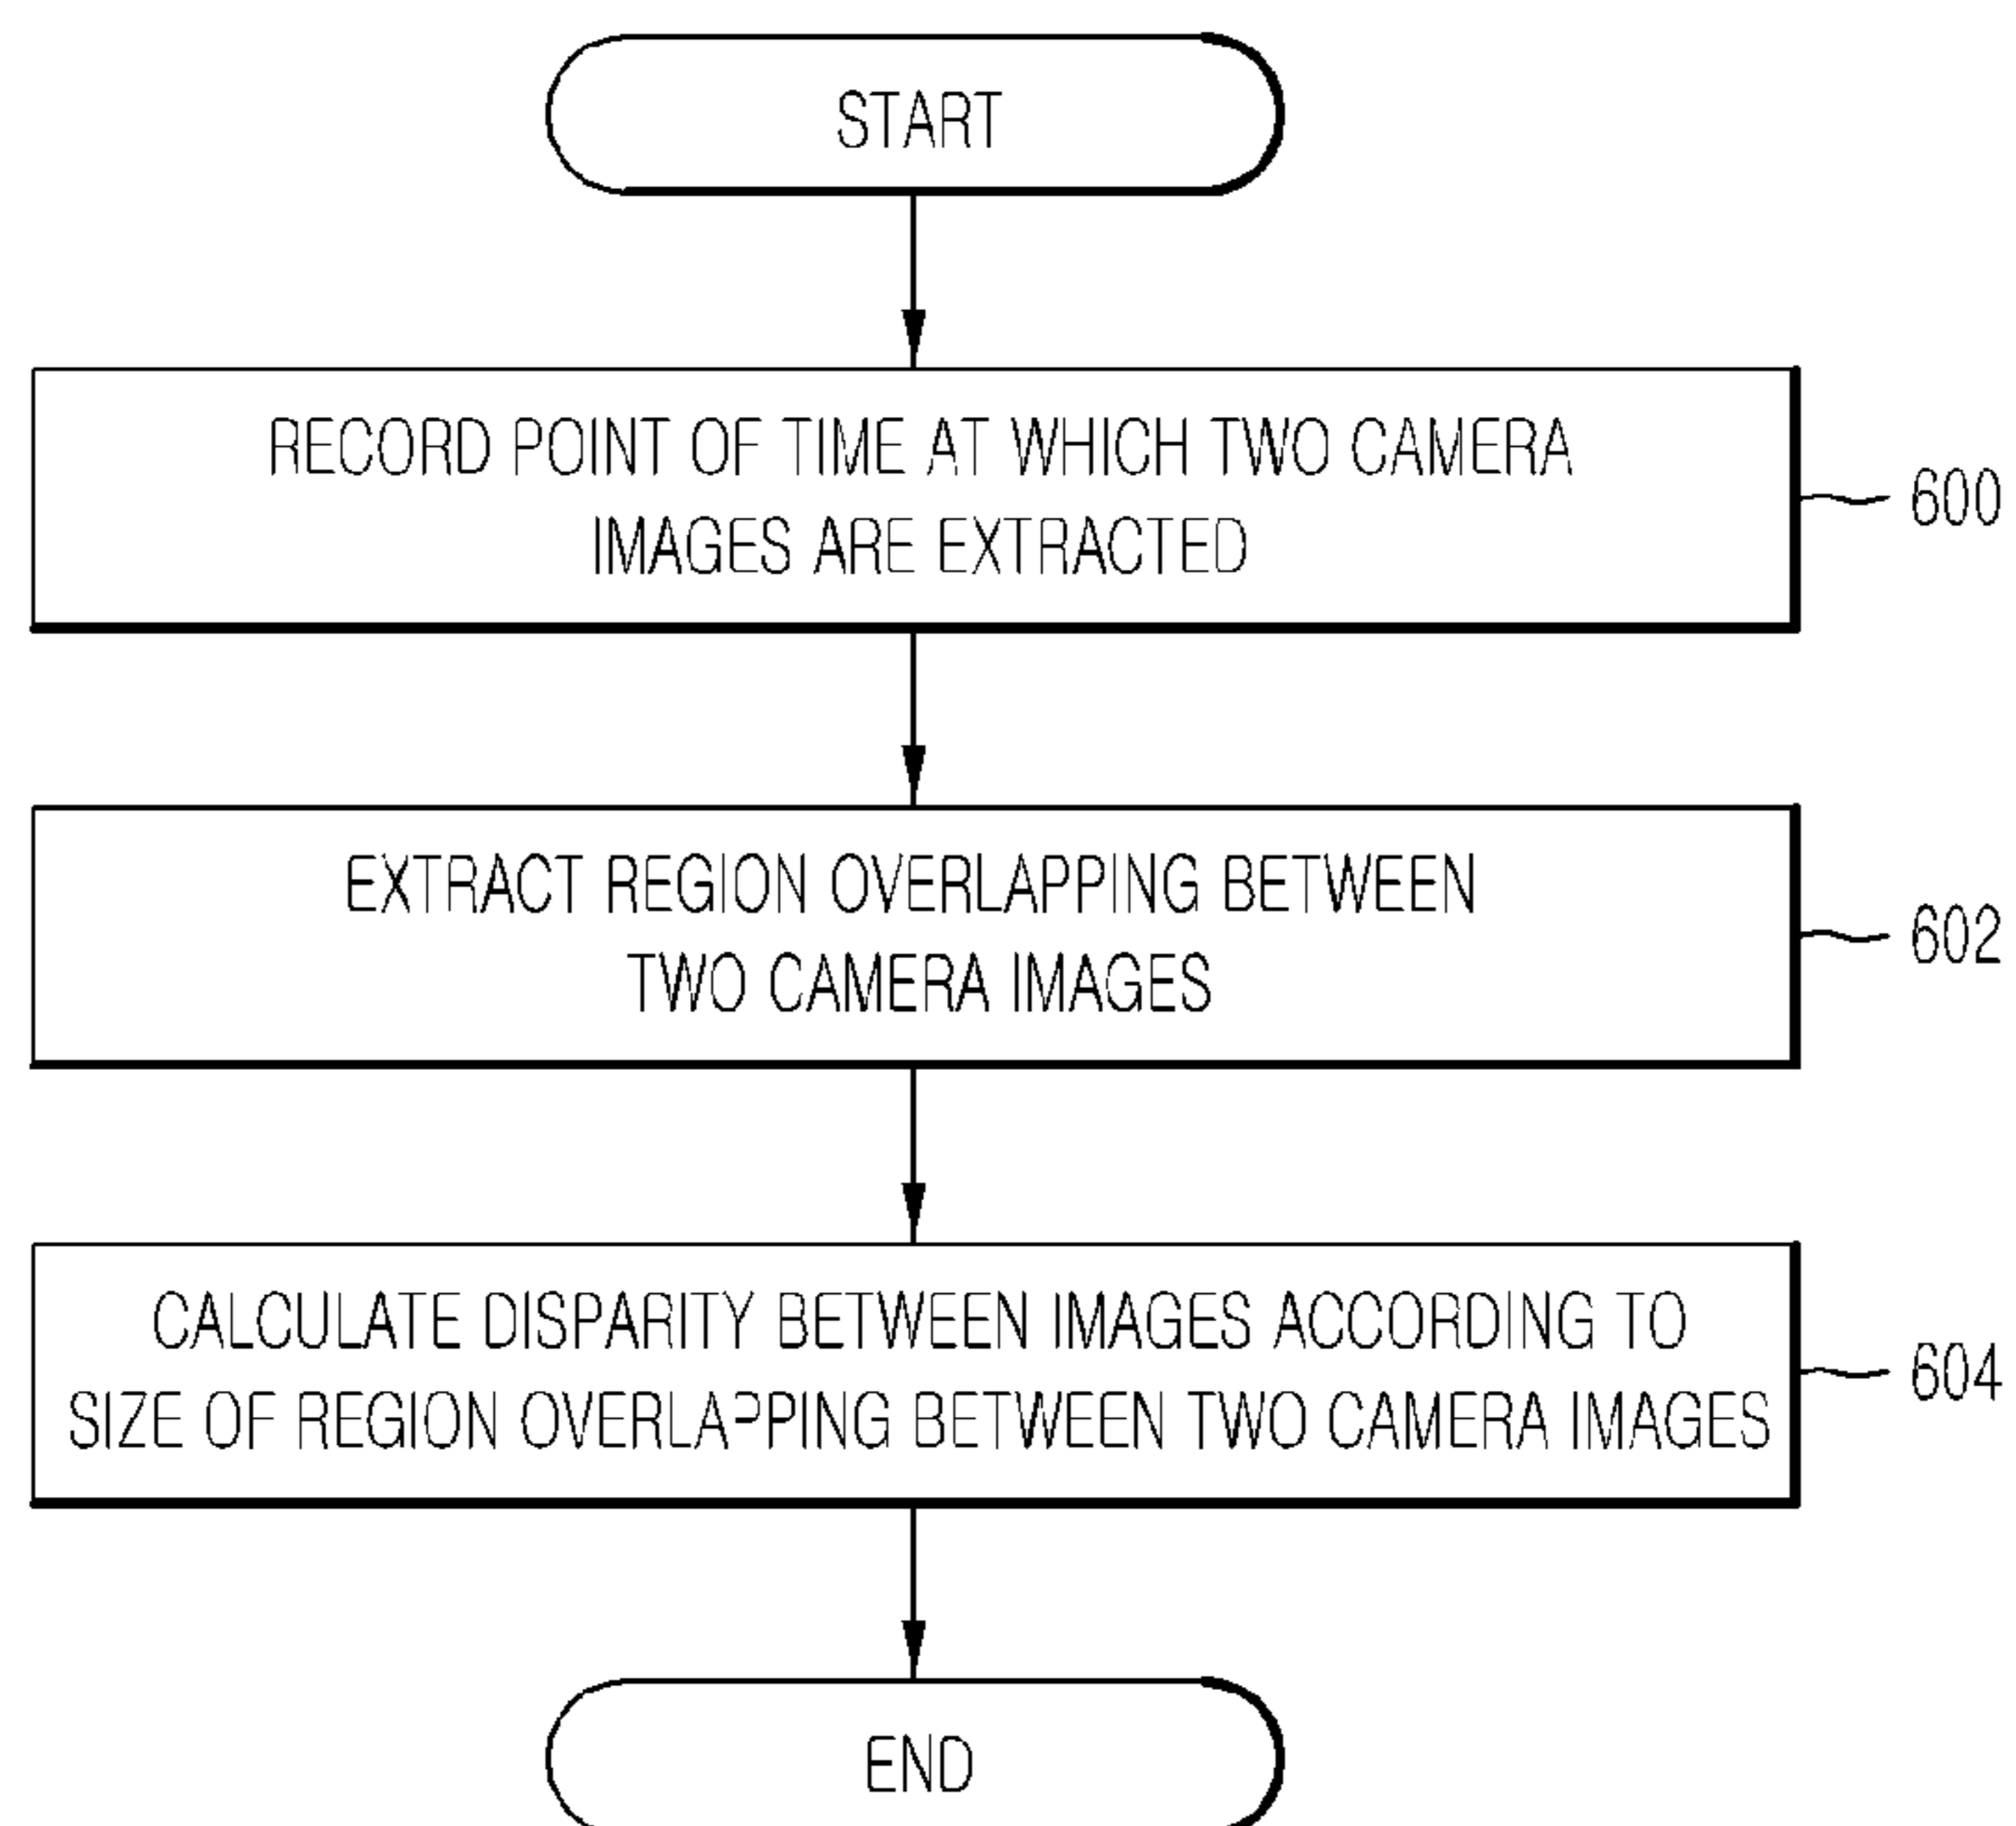 START
RECORD POINT OF TIME AT WHICH TWO CAMERA
IMAGES ARE EXTRACTED
600
EXTRACT REGION OVERLAPPING BETWEEN
TWO CAMERA IMAGES
602
CALCULATE DISPARITY BETWEEN IMAGES ACCORDING TO
SIZE OF REGION OVERLAPPING BETWEEN TWO CAMERA IMAGES
604
END